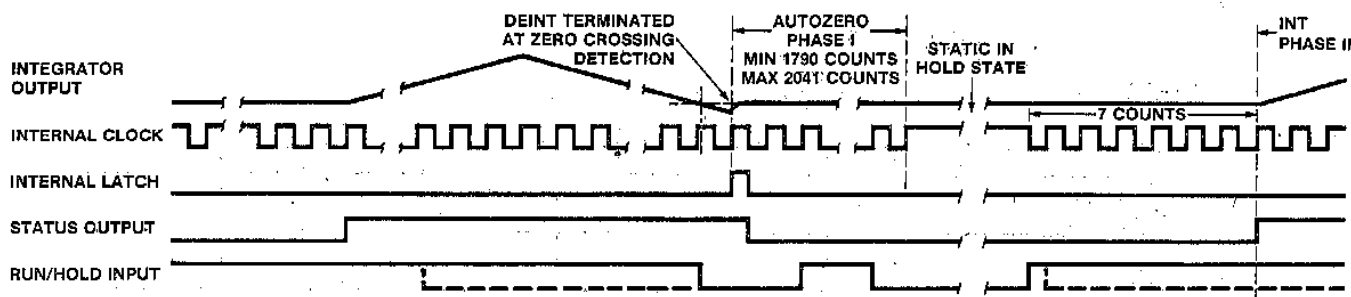 DEINT TERMINATED
AT ZERO CROSSING
DETECTION
AUTOZERO
PHASE I
MIN 1790 COUNTS
MAX 2041 COUNTS
STATIC IN
HOLD STATE
INT
PHASE II
INTEGRATOR
OUTPUT
INTERNAL CLOCK
7 COUNTS
INTERNAL LATCH
STATUS OUTPUT
RUN/HOLD INPUT